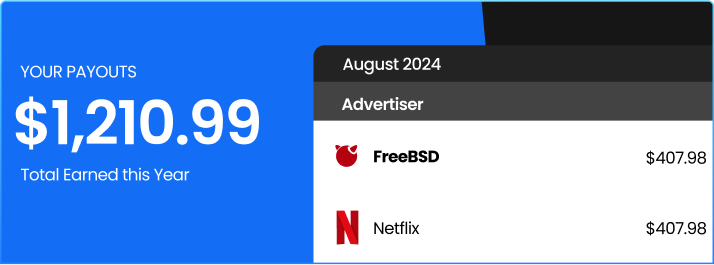 YOUR PAYOUTS
$1,210.99
Total Earned this Year
August 2024
Advertiser
FreeBSD $407.98
Netflix $407.98